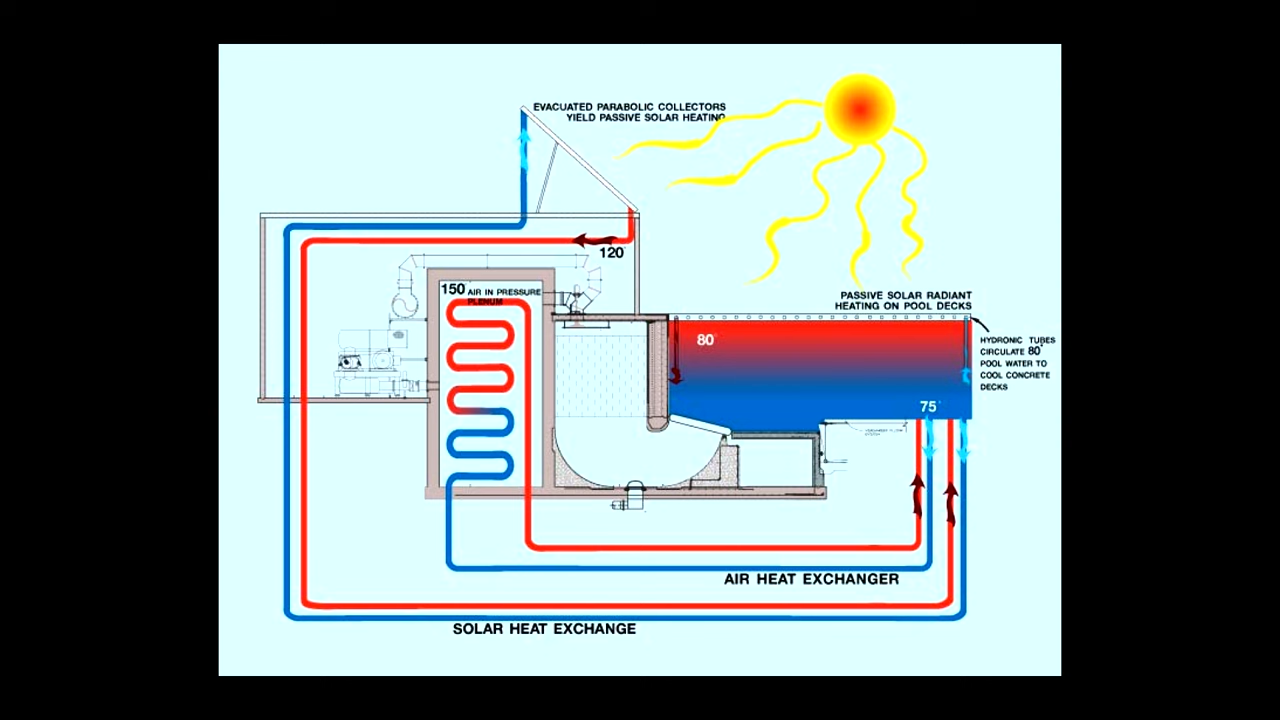 EVACUATED PARABOLIC COLLECTORS
YIELD PASSIVE SOLAR HEATING
120°
150° AIR IN PRESSURE
PLENUM
PASSIVE SOLAR RADIANT
HEATING ON POOL DECKS
80°
HYDRONIC TUBES
CIRCULATE 80°
POOL WATER TO
COOL CONCRETE
DECKS
75°
AIR HEAT EXCHANGER
SOLAR HEAT EXCHANGE